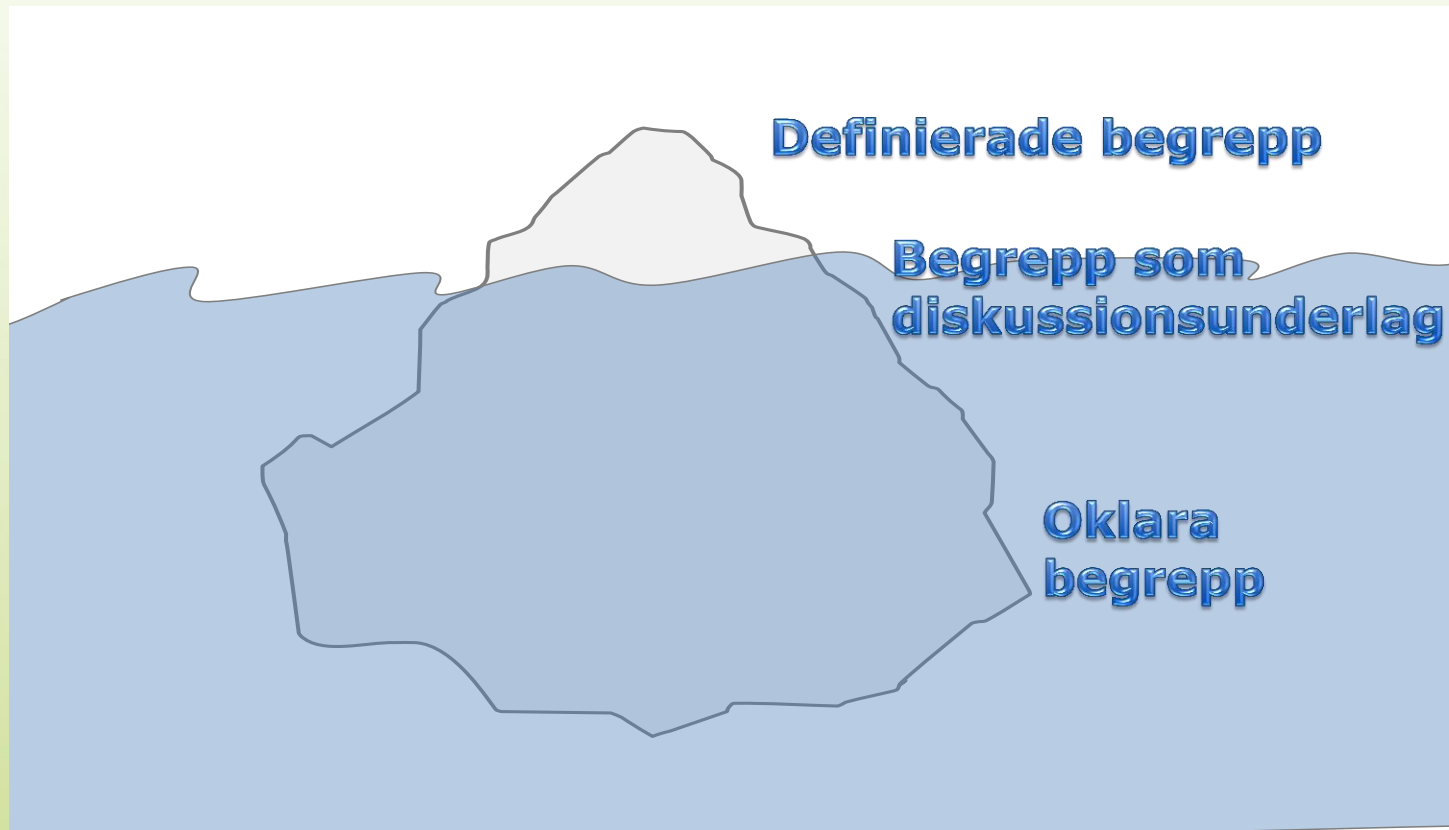 Definierade begrepp
Begrepp som
diskussionsunderlag
Oklara
begrepp